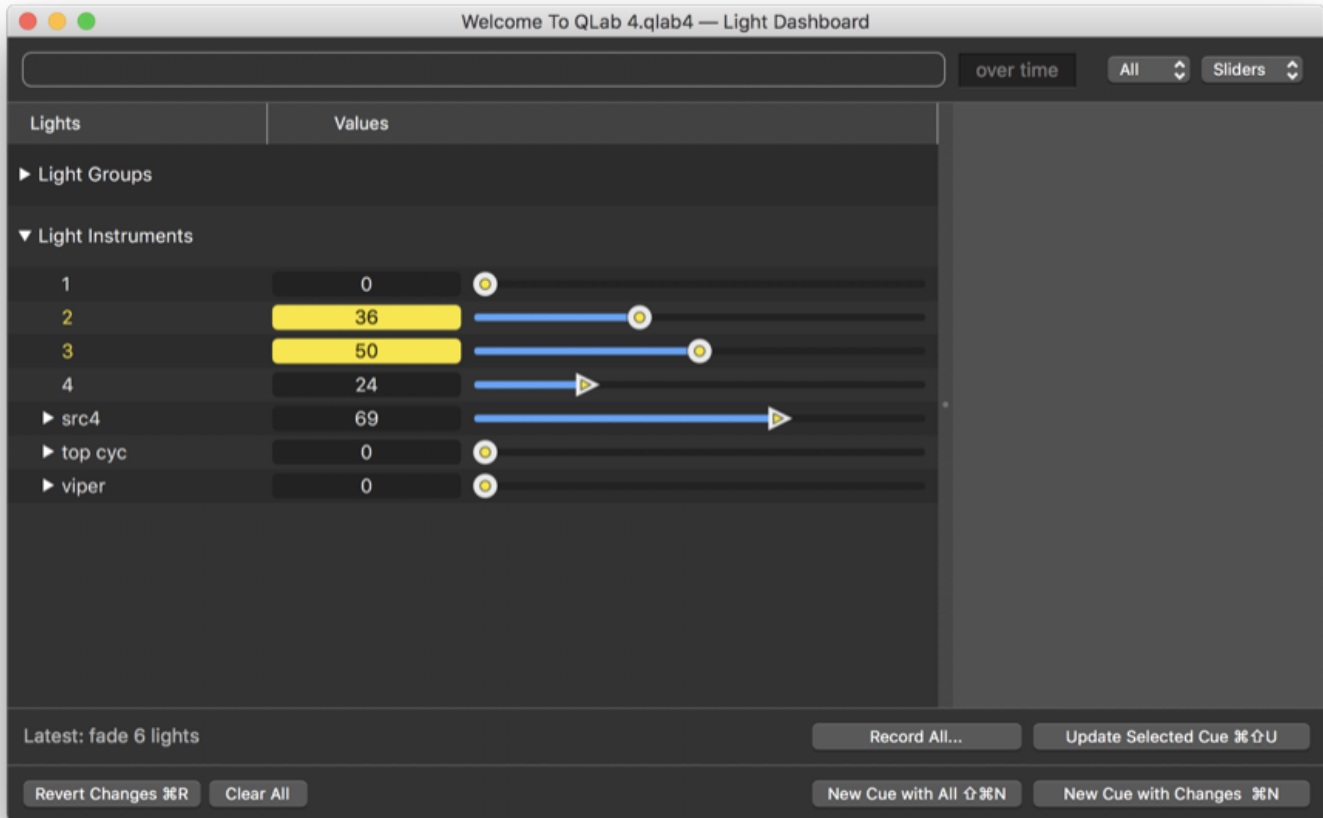 Welcome To QLab 4.qlab4 — Light Dashboard
over time All Sliders
Lights Values
Light Groups
Light Instruments
1 0
2 36
3 50
4 24
src4 69
top cyc 0
viper 0
Latest: fade 6 lights Record All... Update Selected Cue ⌘⇧U
Revert Changes ⌘R Clear All New Cue with All ⇧⌘N New Cue with Changes ⌘N